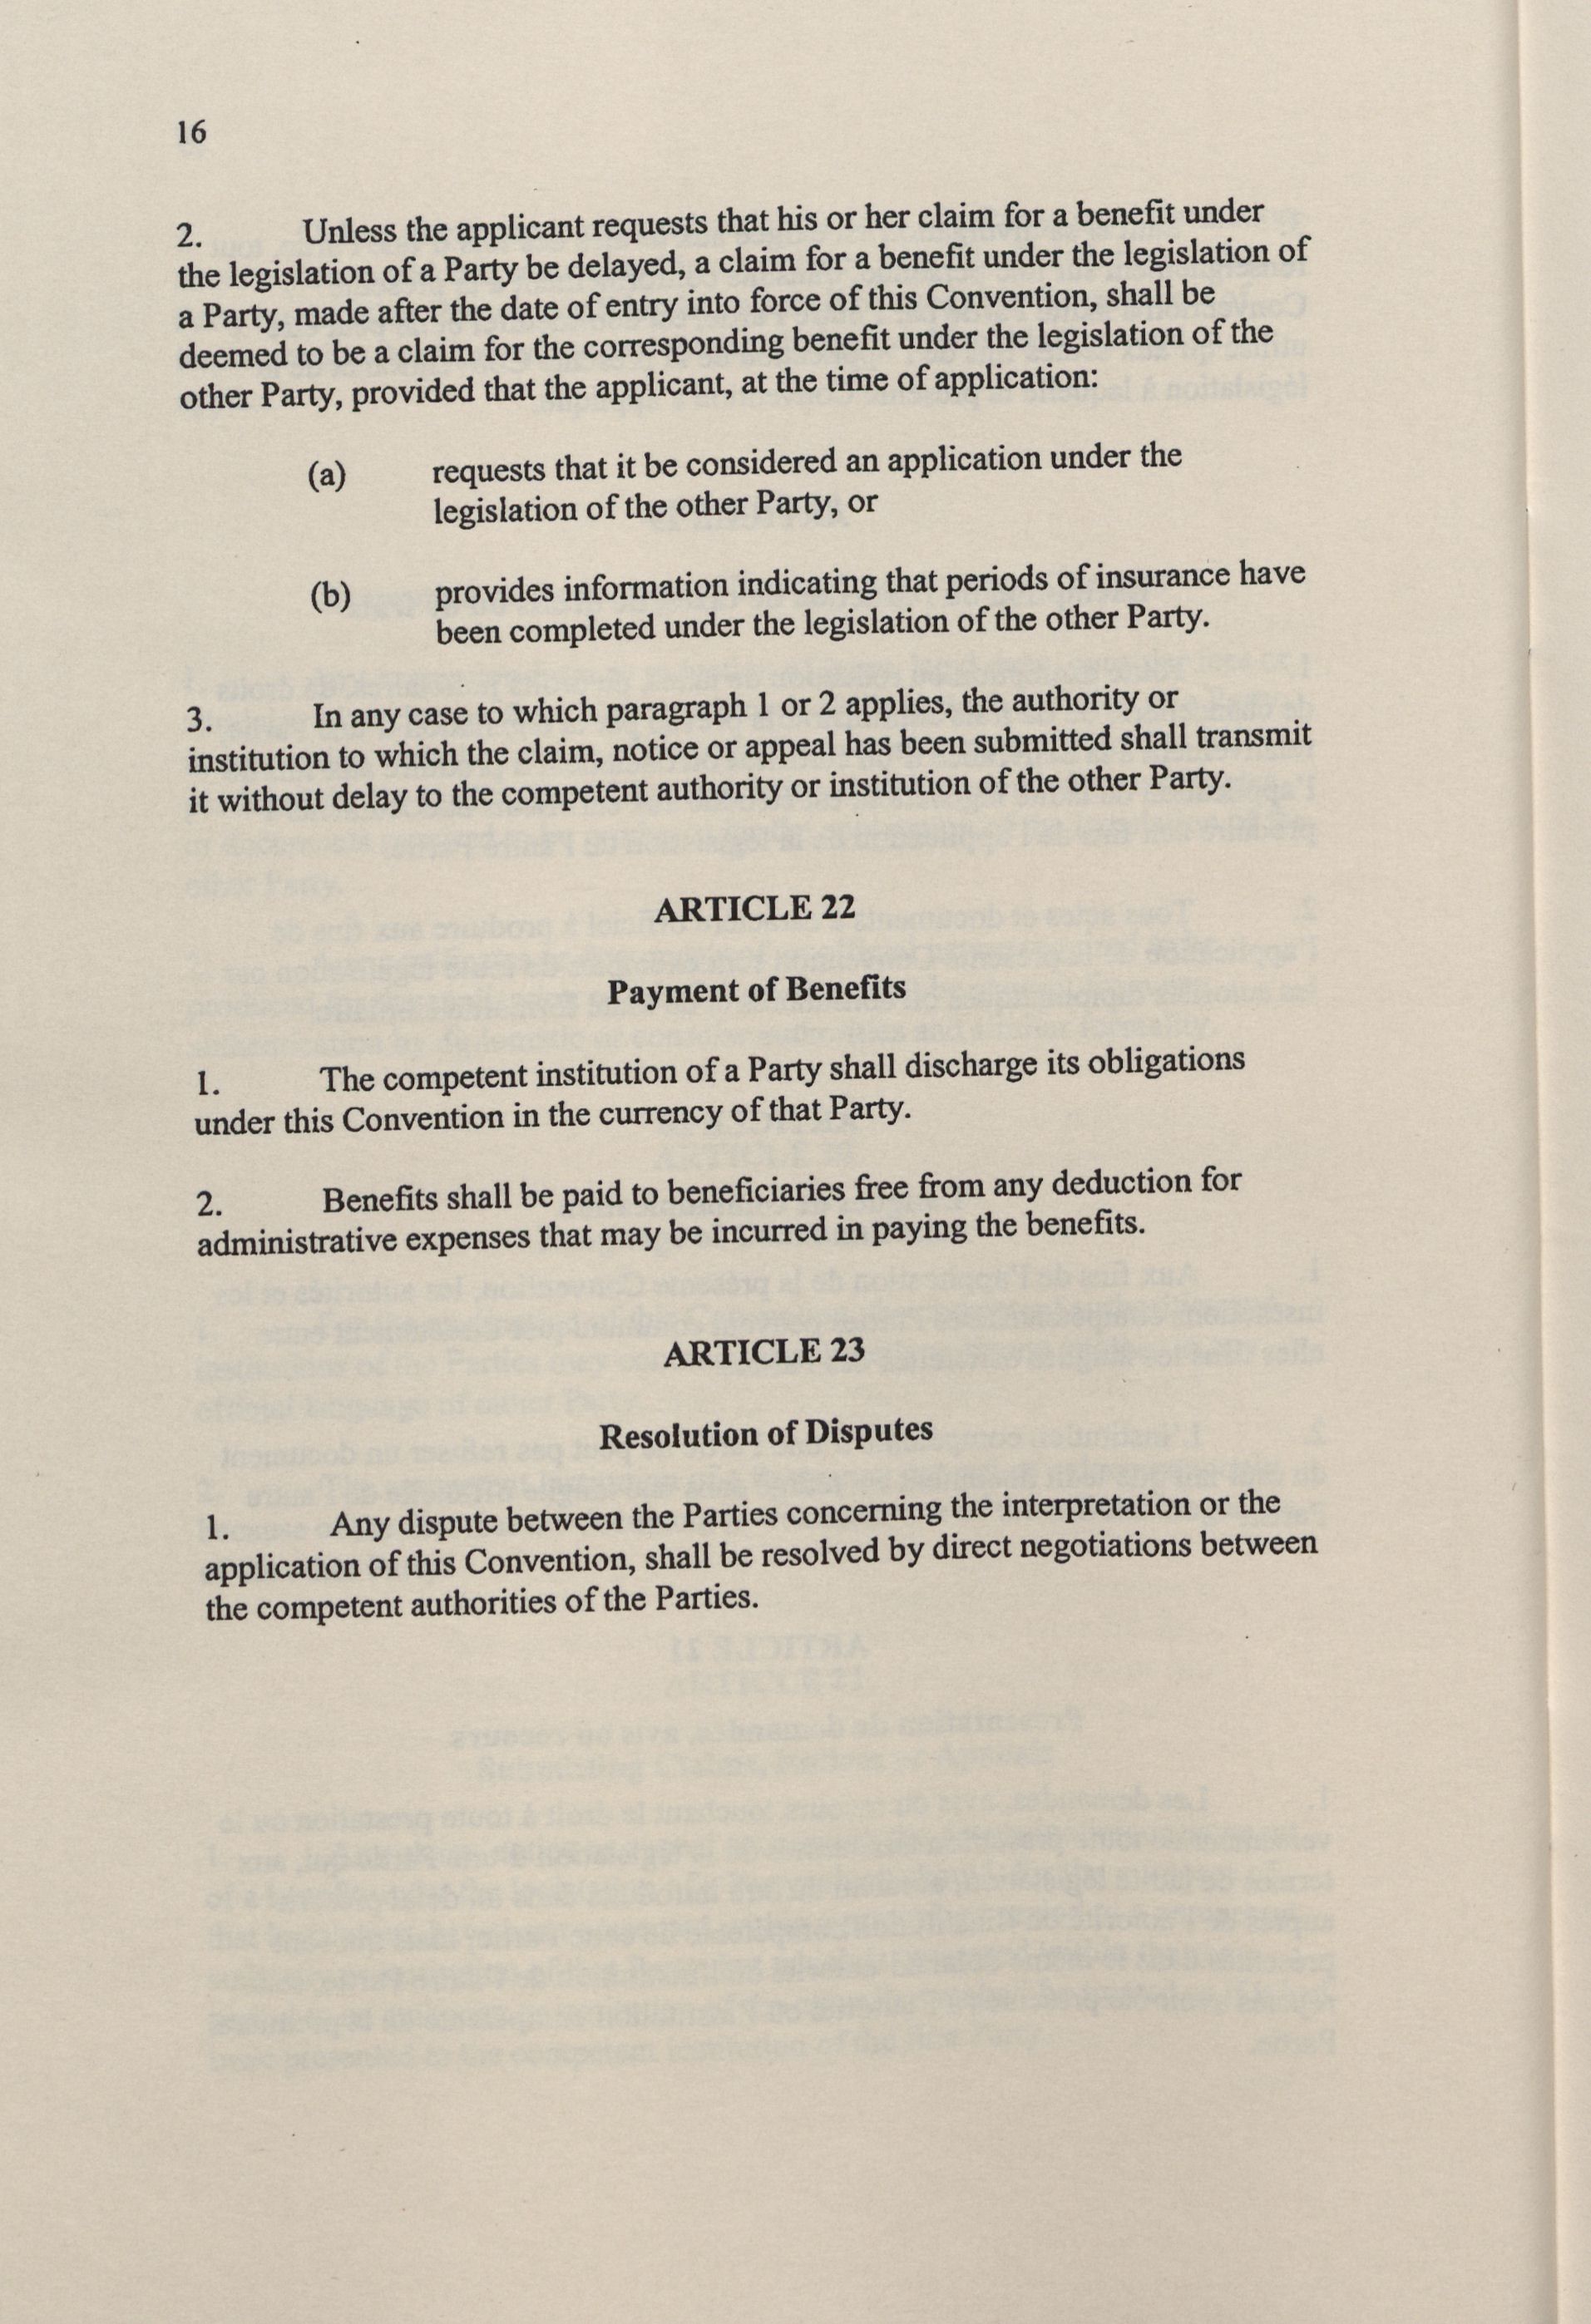 16
2. Unless the applicant requests that his or her claim for a benefit under
the legislation of a Party be delayed, a claim for a benefit under the legislation of
a Party, made after the date of entry into force of this Convention, shall be
deemed to be a claim for the corresponding benefit under the legislation of the
other Party, provided that the applicant, at the time of application:
(a) requests that it be considered an application under the
legislation of the other Party, or
(b) provides information indicating that periods of insurance have
been completed under the legislation of the other Party.
3. In any case to which paragraph 1 or 2 applies, the authority or
institution to which the claim, notice or appeal has been submitted shall transmit
it without delay to the competent authority or institution of the other Party.
ARTICLE 22
Payment of Benefits
1. The competent institution of a Party shall discharge its obligations
under this Convention in the currency of that Party.
2. Benefits shall be paid to beneficiaries free from any deduction for
administrative expenses that may be incurred in paying the benefits.
ARTICLE 23
Resolution of Disputes
1. Any dispute between the Parties concerning the interpretation or the
application of this Convention, shall be resolved by direct negotiations between
the competent authorities of the Parties.